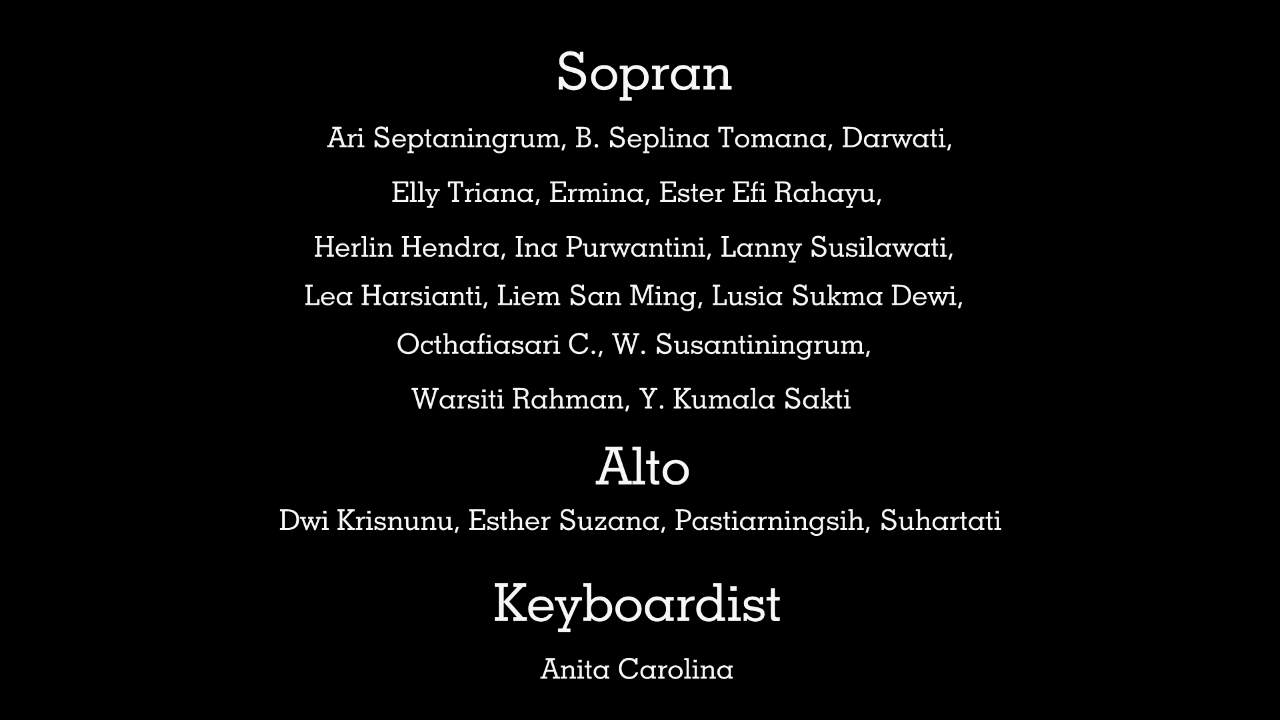 Sopran
Ari Septaningrum, B. Seplina Tomana, Darwati,
Elly Triana, Ermina, Ester Efi Rahayu,
Herlin Hendra, Ina Purwantini, Lanny Susilawati,
Lea Harsianti, Liem San Ming, Lusia Sukma Dewi,
Octhafiasari C., W. Susantiningrum,
Warsiti Rahman, Y. Kumala Sakti
Alto
Dwi Krisnunu, Esther Suzana, Pastiarningsih, Suhartati
Keyboardist
Anita Carolina